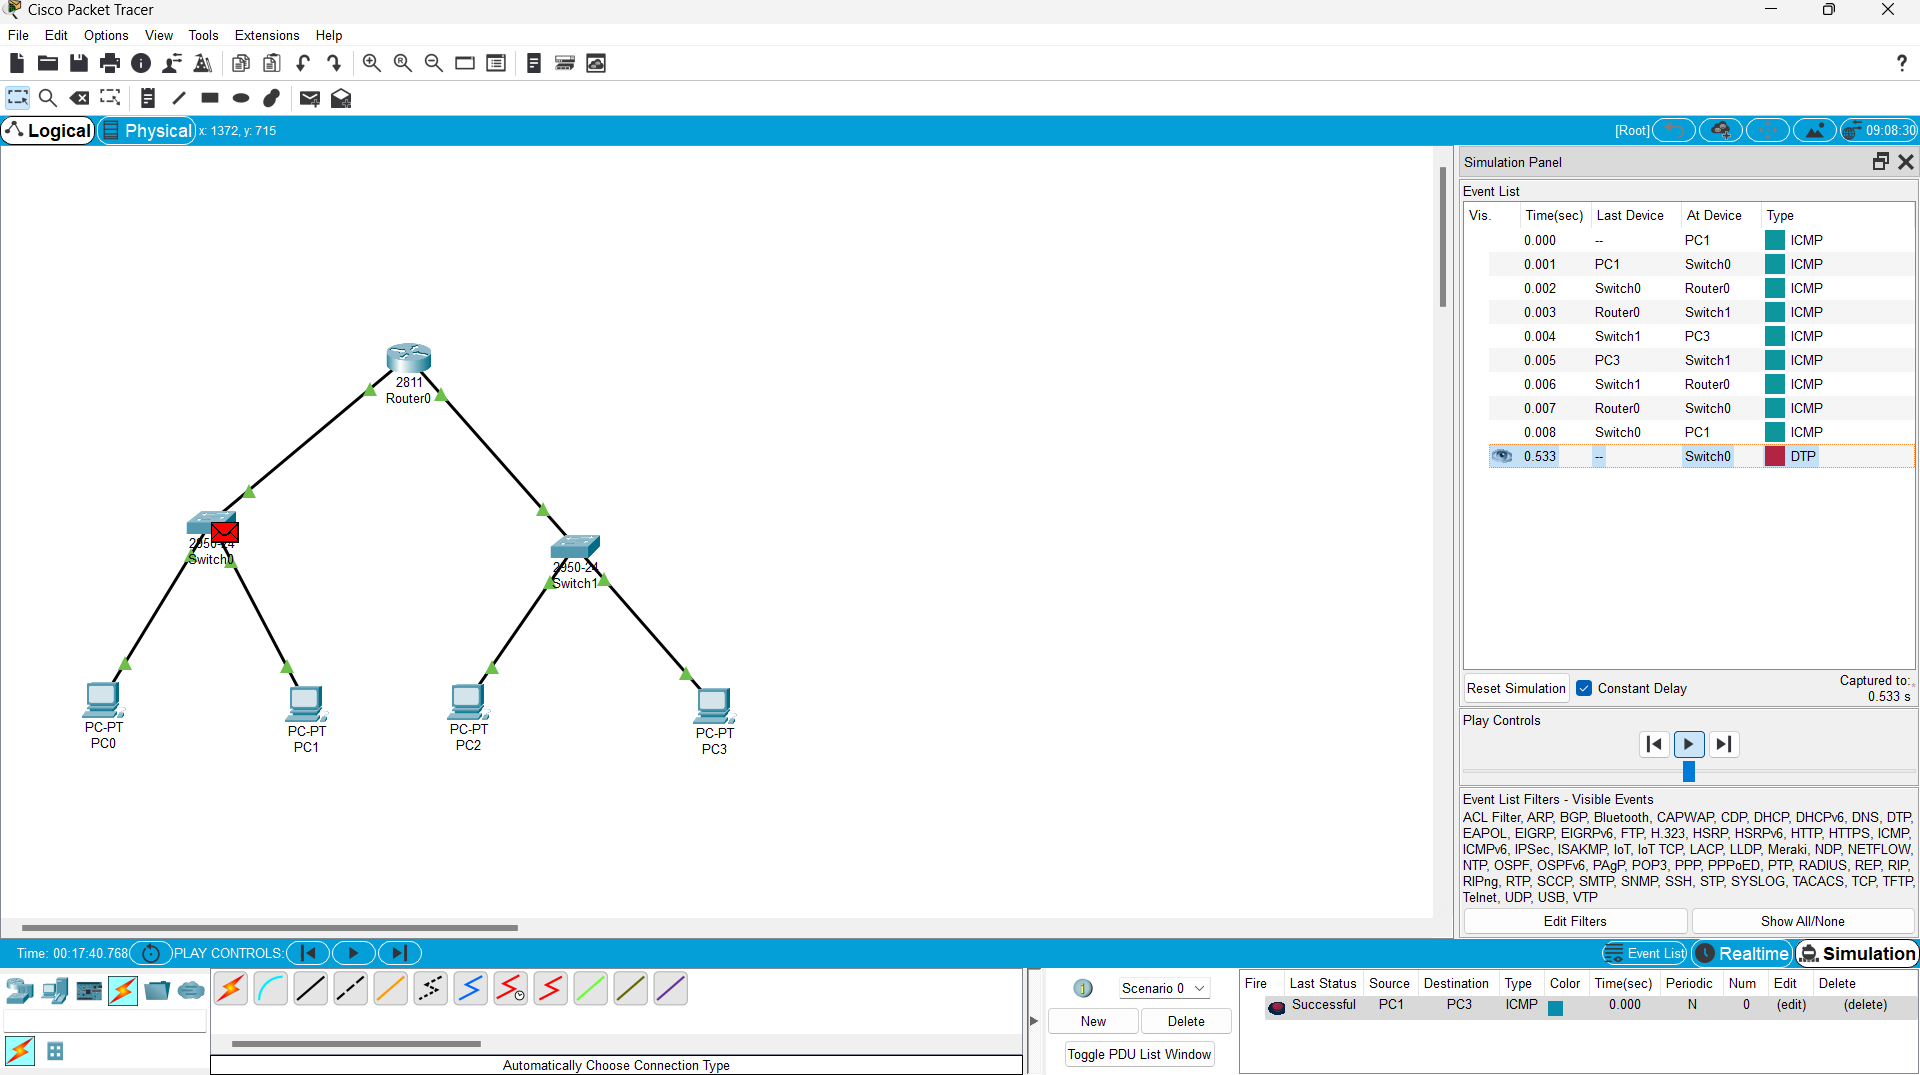 Cisco Packet Tracer
File Edit Options View Tools Extensions Help
Logical Physical x: 1372, y: 715 [Root] 09:08:30
Simulation Panel
Event List
Vis. Time(sec) Last Device At Device Type
0.000 -- PC1 ICMP
0.001 PC1 Switch0 ICMP
0.002 Switch0 Router0 ICMP
0.003 Router0 Switch1 ICMP
0.004 Switch1 PC3 ICMP
0.005 PC3 Switch1 ICMP
0.006 Switch1 Router0 ICMP
0.007 Router0 Switch0 ICMP
0.008 Switch0 PC1 ICMP
0.533 -- Switch0 DTP
2811
Router0
2950-24
Switch0
2950-24
Switch1
PC-PT
PC0
PC-PT
PC1
PC-PT
PC2
PC-PT
PC3
Reset Simulation Constant Delay Captured to:
0.533 s
Play Controls
Event List Filters - Visible Events
ACL Filter, ARP, BGP, Bluetooth, CAPWAP, CDP, DHCP, DHCPv6, DNS, DTP,
EAPOL, EIGRP, EIGRPv6, FTP, H.323, HSRP, HSRPv6, HTTP, HTTPS, ICMP,
ICMPv6, IPSec, ISAKMP, IoT, IoT TCP, LACP, LLDP, Meraki, NDP, NETFLOW,
NTP, OSPF, OSPFv6, PAgP, POP3, PPP, PPPoED, PTP, RADIUS, REP, RIP,
RIPng, RTP, SCCP, SMTP, SNMP, SSH, STP, SYSLOG, TACACS, TCP, TFTP,
Telnet, UDP, USB, VTP
Edit Filters Show All/None
Time: 00:17:40.768 PLAY CONTROLS: Event List Realtime Simulation
Scenario 0
New Delete
Toggle PDU List Window
Fire Last Status Source Destination Type Color Time(sec) Periodic Num Edit Delete
Successful PC1 PC3 ICMP 0.000 N 0 (edit) (delete)
Automatically Choose Connection Type